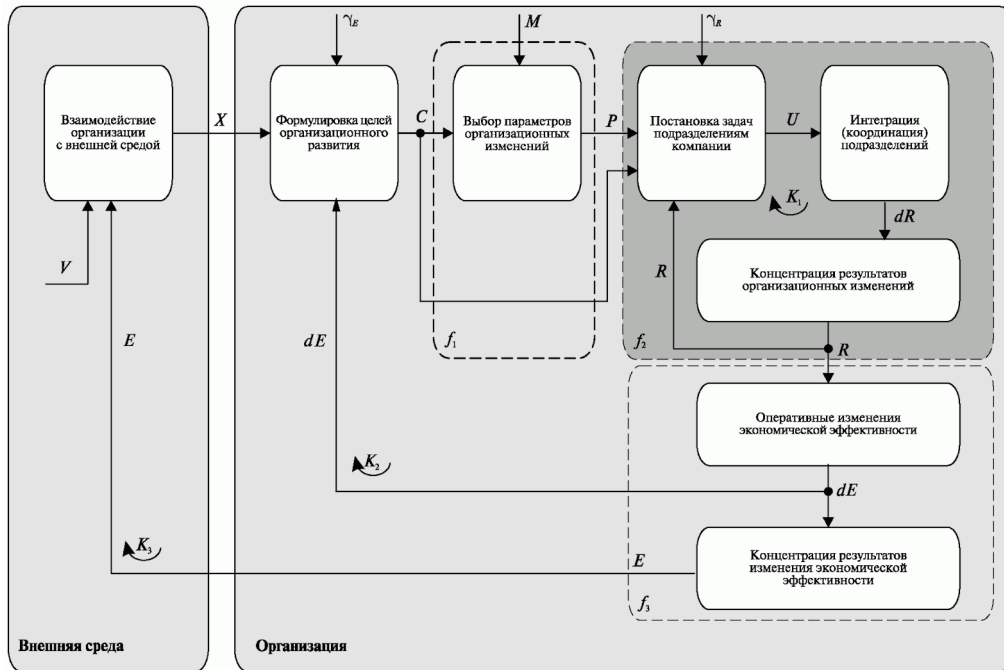 γE
M
γR
Взаимодействие
организации
с внешней средой
X
Формулировка целей
организационного
развития
C
Выбор параметров
организационных
изменений
P
Постановка задач
подразделениям
компании
U
Интеграция
(координация)
подразделений
K1
dR
V
R
Концентрация результатов
организационных изменений
E
dE
f1
f2
R
Оперативные изменения
экономической эффективности
K2
dE
K3
E
Концентрация результатов
изменения экономической
эффективности
f3
Внешняя среда
Организация